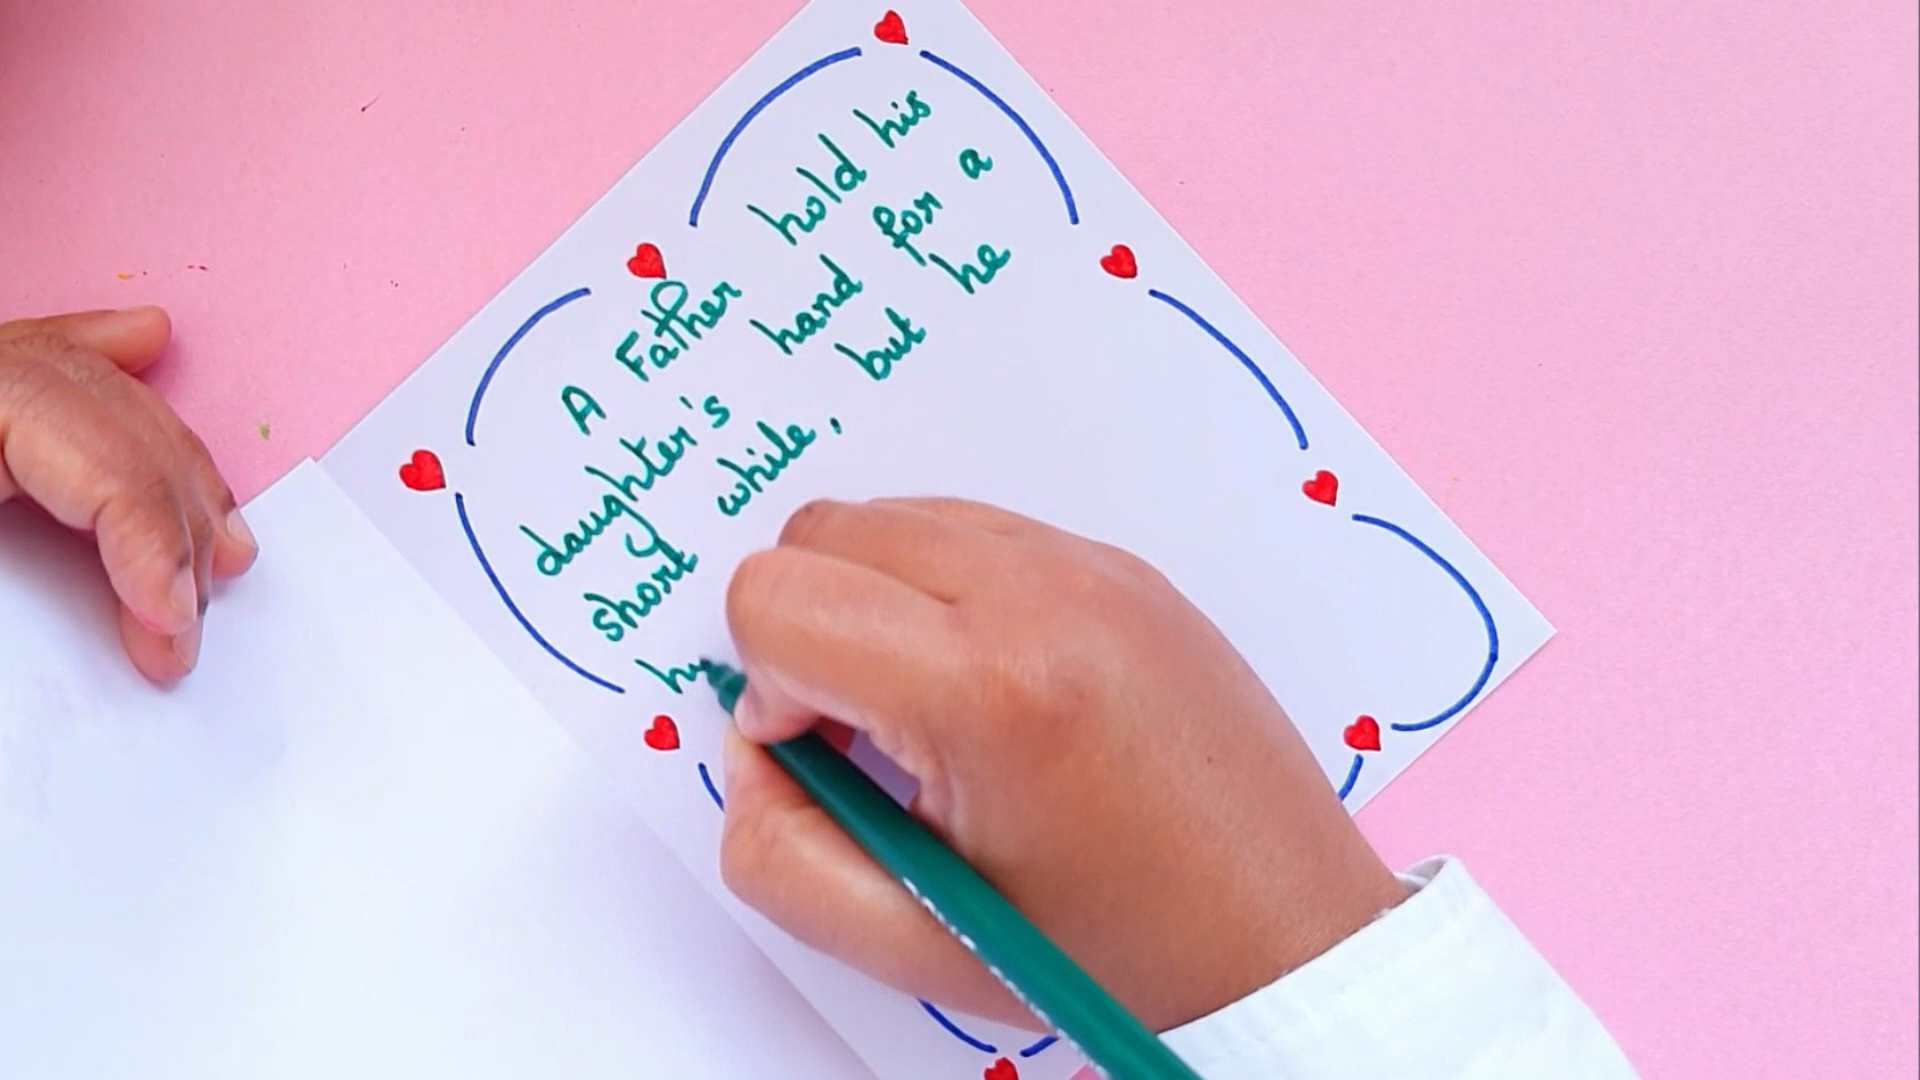 A Father hold his
daughter's hand for a
short while, but he